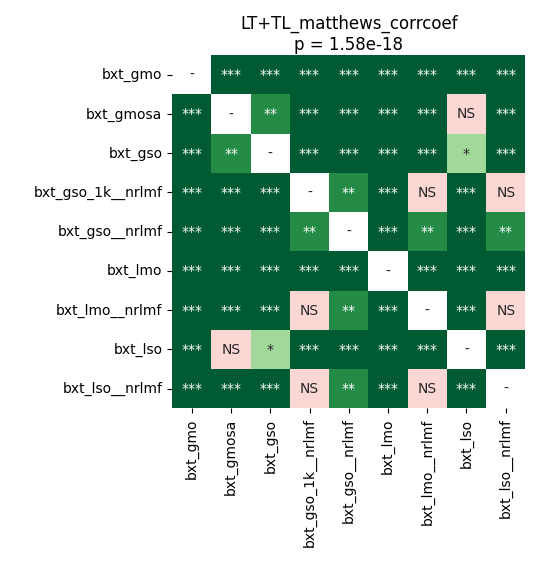 LT+TL_matthews_corrcoef
p = 1.58e-18
bxt_gmo - *** *** *** *** *** *** *** ***
bxt_gmosa *** - ** *** *** *** *** NS ***
bxt_gso *** ** - *** *** *** *** * ***
bxt_gso_1k__nrlmf *** *** *** - ** *** NS *** NS
bxt_gso__nrlmf *** *** *** ** - *** ** *** **
bxt_lmo *** *** *** *** *** - *** *** ***
bxt_lmo__nrlmf *** *** *** NS ** *** - *** NS
bxt_lso *** NS * *** *** *** *** - ***
bxt_lso__nrlmf *** *** *** NS ** *** NS *** -
bxt_gmo
bxt_gmosa
bxt_gso
bxt_gso_1k__nrlmf
bxt_gso__nrlmf
bxt_lmo
bxt_lmo__nrlmf
bxt_lso
bxt_lso__nrlmf